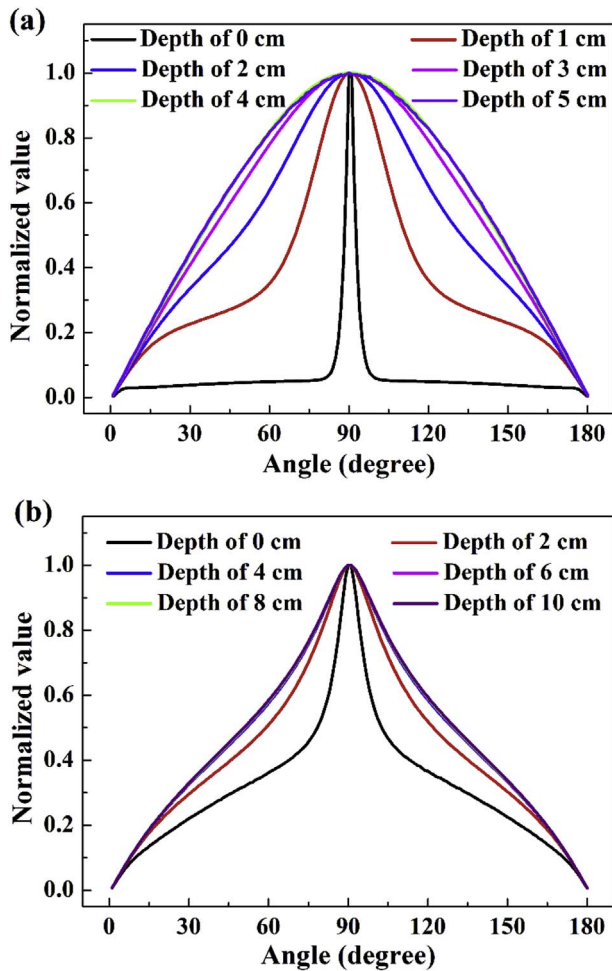 (a)
Depth of 0 cm Depth of 1 cm
Depth of 2 cm Depth of 3 cm
Depth of 4 cm Depth of 5 cm
1.0
0.8
0.6
0.4
0.2
0.0
Normalized value
0 30 60 90 120 150 180
Angle (degree)
(b)
Depth of 0 cm Depth of 2 cm
Depth of 4 cm Depth of 6 cm
Depth of 8 cm Depth of 10 cm
1.0
0.8
0.6
0.4
0.2
0.0
Normalized value
0 30 60 90 120 150 180
Angle (degree)